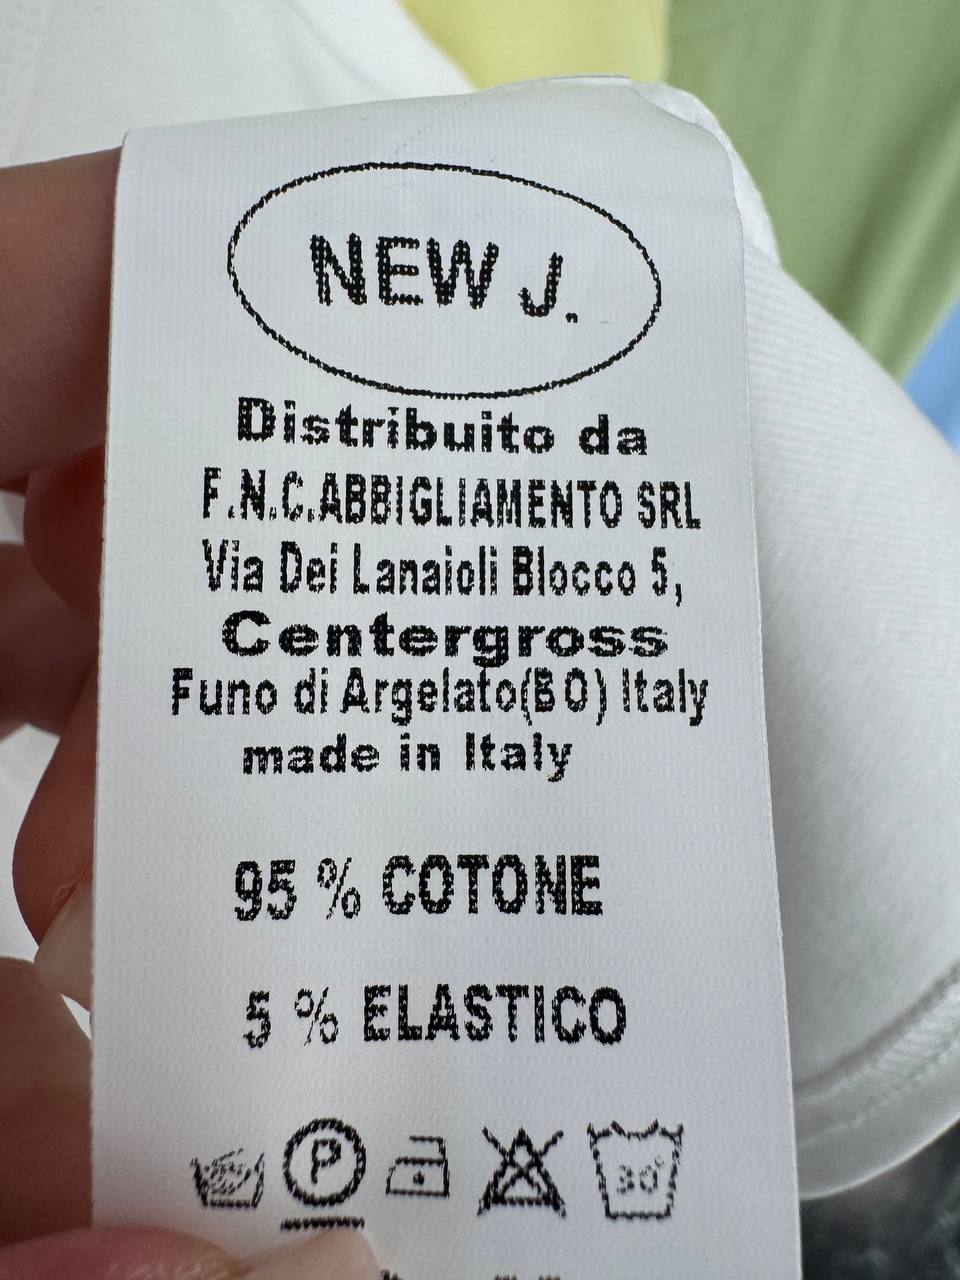 NEW J.
Distribuito da
F.N.C.ABBIGLIAMENTO SRL
Via Dei Lanaioli Blocco 5,
Centergross
Funo di Argelato(BO) Italy
made in Italy
95 % COTONE
5 % ELASTICO
P 30°